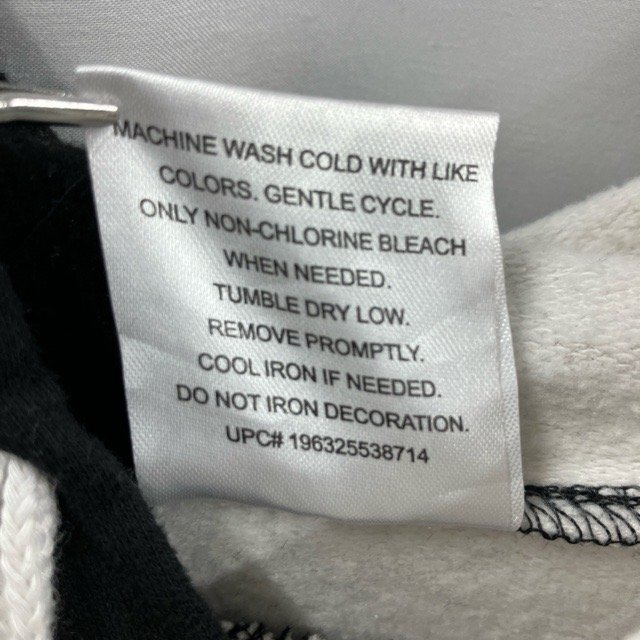 MACHINE WASH COLD WITH LIKE
COLORS. GENTLE CYCLE.
ONLY NON-CHLORINE BLEACH
WHEN NEEDED.
TUMBLE DRY LOW.
REMOVE PROMPTLY.
COOL IRON IF NEEDED.
DO NOT IRON DECORATION.
UPC# 196325538714